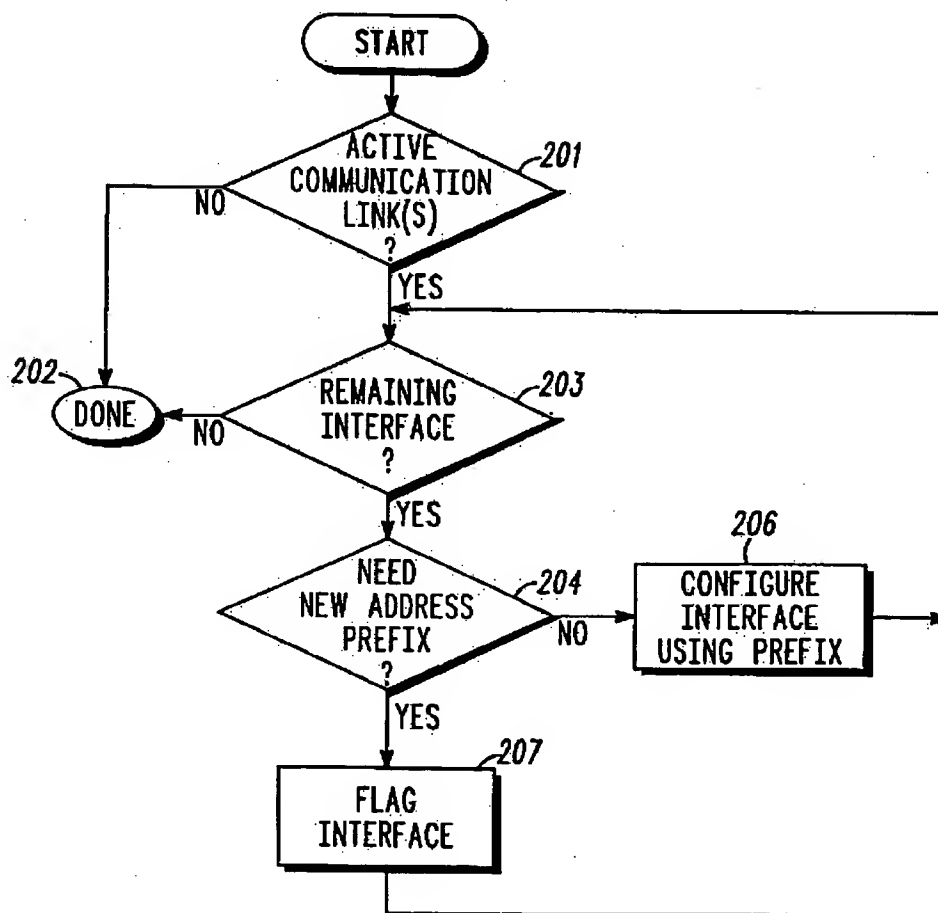 START
ACTIVE
COMMUNICATION
LINK(S)
?
201
NO
YES
202
DONE
REMAINING
INTERFACE
?
203
NO
YES
NEED
NEW ADDRESS
PREFIX
?
204
NO
206
CONFIGURE
INTERFACE
USING PREFIX
YES
207
FLAG
INTERFACE